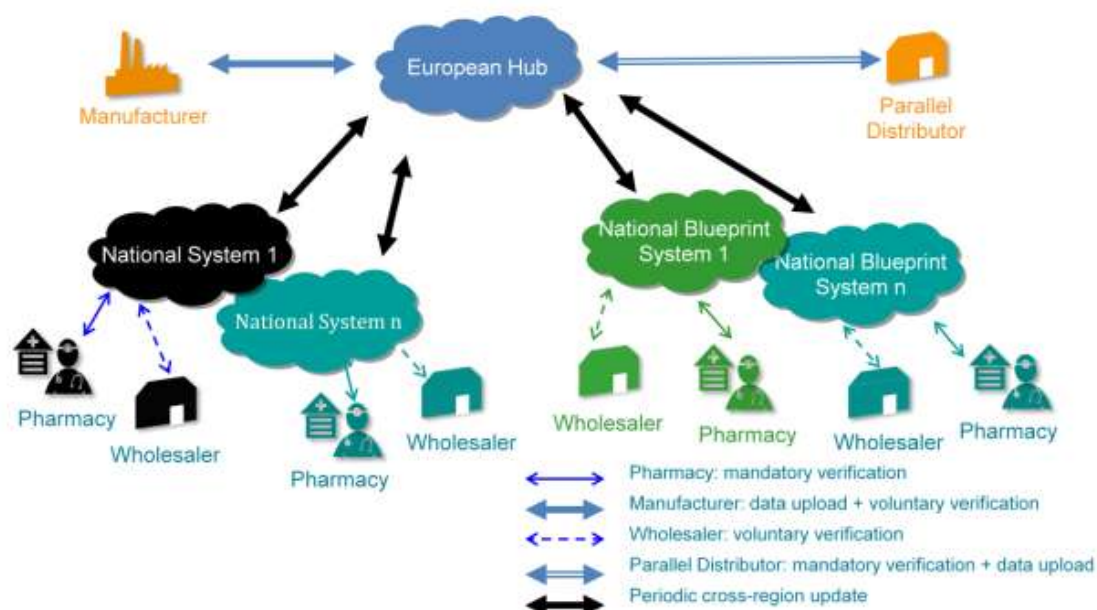 European Hub
Manufacturer
Parallel
Distributor
National System 1
National System n
National Blueprint
System 1
National Blueprint
System n
Pharmacy
Wholesaler
Pharmacy
Wholesaler
Wholesaler
Pharmacy
Wholesaler
Pharmacy
Pharmacy: mandatory verification
Manufacturer: data upload + voluntary verification
Wholesaler: voluntary verification
Parallel Distributor: mandatory verification + data upload
Periodic cross-region update